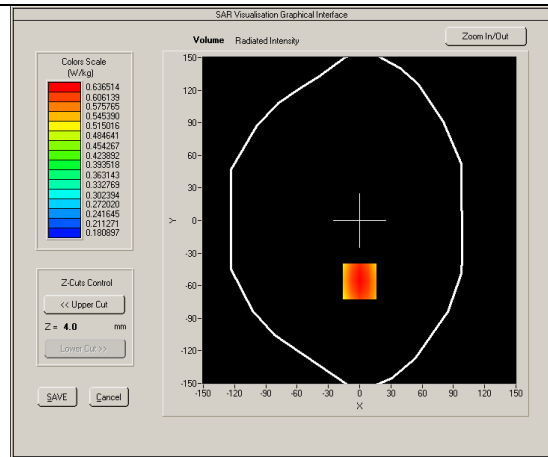 SAR Visualisation Graphical Interface
Volume Radiated Intensity
Zoom In/Out
Colors Scale
(W/kg)
0.636514
0.606139
0.575765
0.545390
0.515016
0.484641
0.454267
0.423892
0.393518
0.363143
0.332769
0.302394
0.272020
0.241645
0.211271
0.180897
Z-Cuts Control
<< Upper Cut
Z = 4.0 mm
Lower Cut >>
SAVE Cancel
150-
120-
90-
60-
30-
0-
-30-
-60-
-90-
-120-
-150-
Y
-150 -120 -90 -60 -30 0 30 60 90 120 150
X